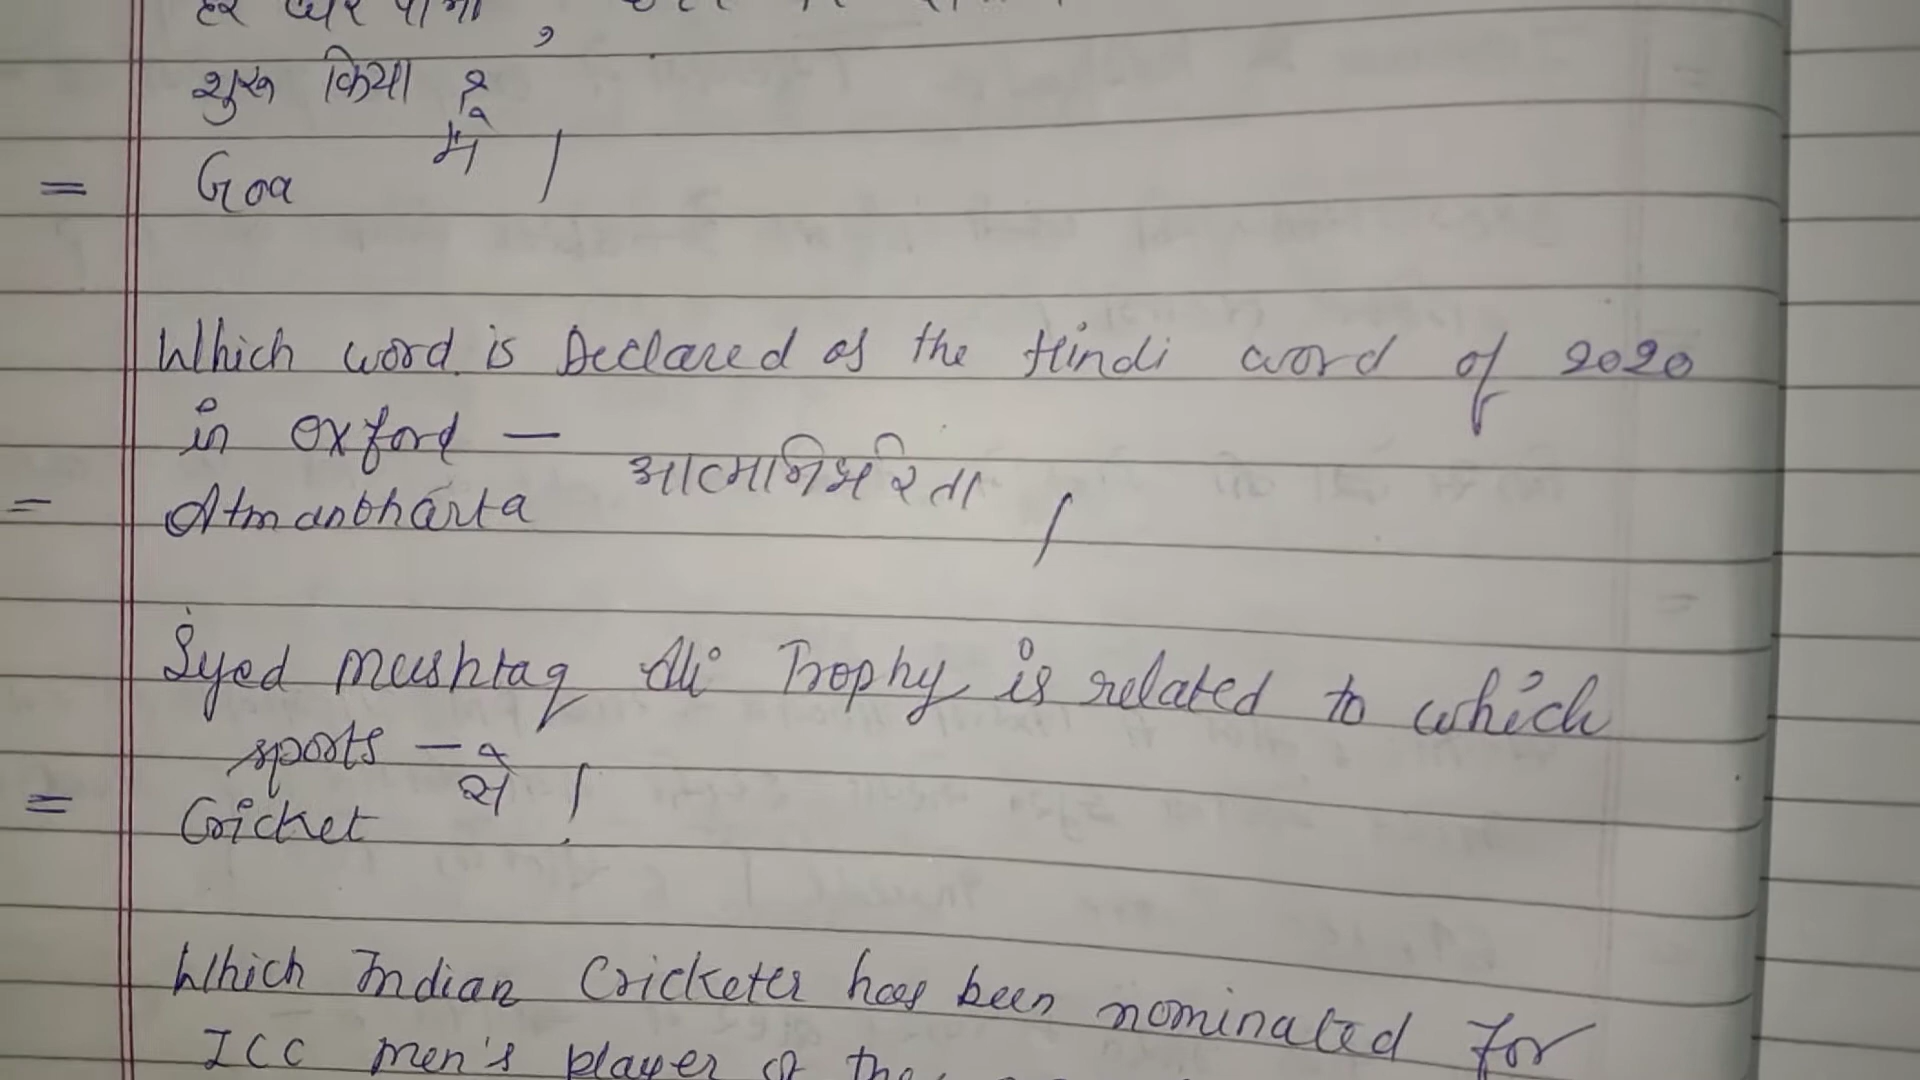 हर घर पानी,
शुरू किया है
में ।
= Goa
Which word is Declared as the Hindi word of 2020
in oxford –
आत्मानिर्भरता ।
= Atmanbharta
Syed mushtaq Ali Trophy is related to which
sports –
से ।
= Cricket
Which Indian Cricketer has been nominated for
ICC men's player of the